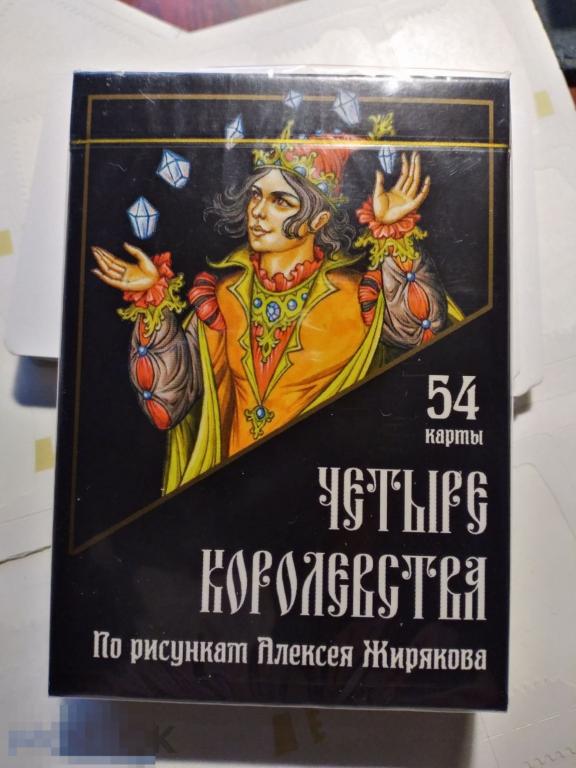 54
карты
ЧЕТЫРЕ
КОРОЛЕВСТВА
По рисункам Алексея Жирякова